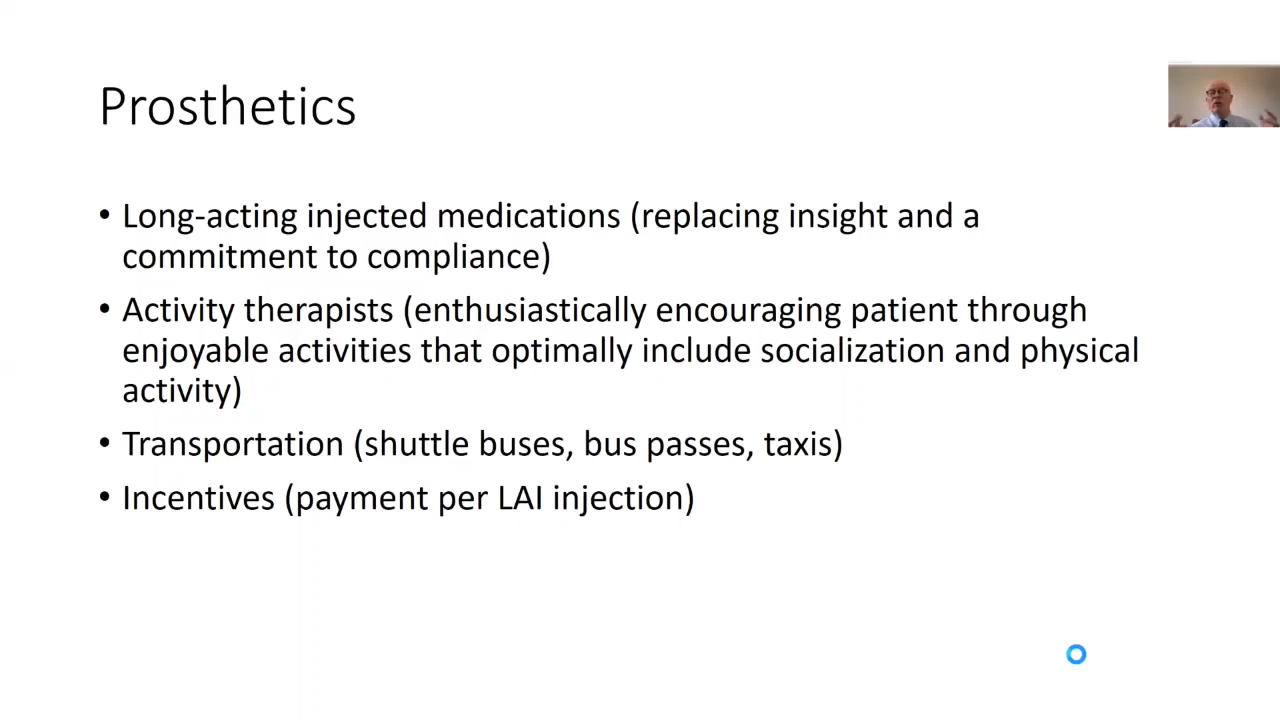 Prosthetics
• Long-acting injected medications (replacing insight and a
commitment to compliance)
• Activity therapists (enthusiastically encouraging patient through
enjoyable activities that optimally include socialization and physical
activity)
• Transportation (shuttle buses, bus passes, taxis)
• Incentives (payment per LAI injection)